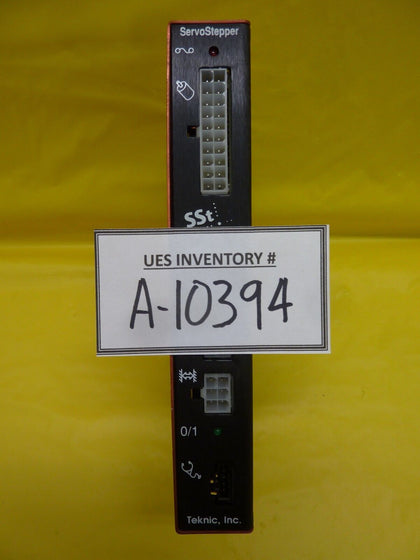 ServoStepper
SSt
UES INVENTORY #
A-10394
0/1
Teknic, Inc.